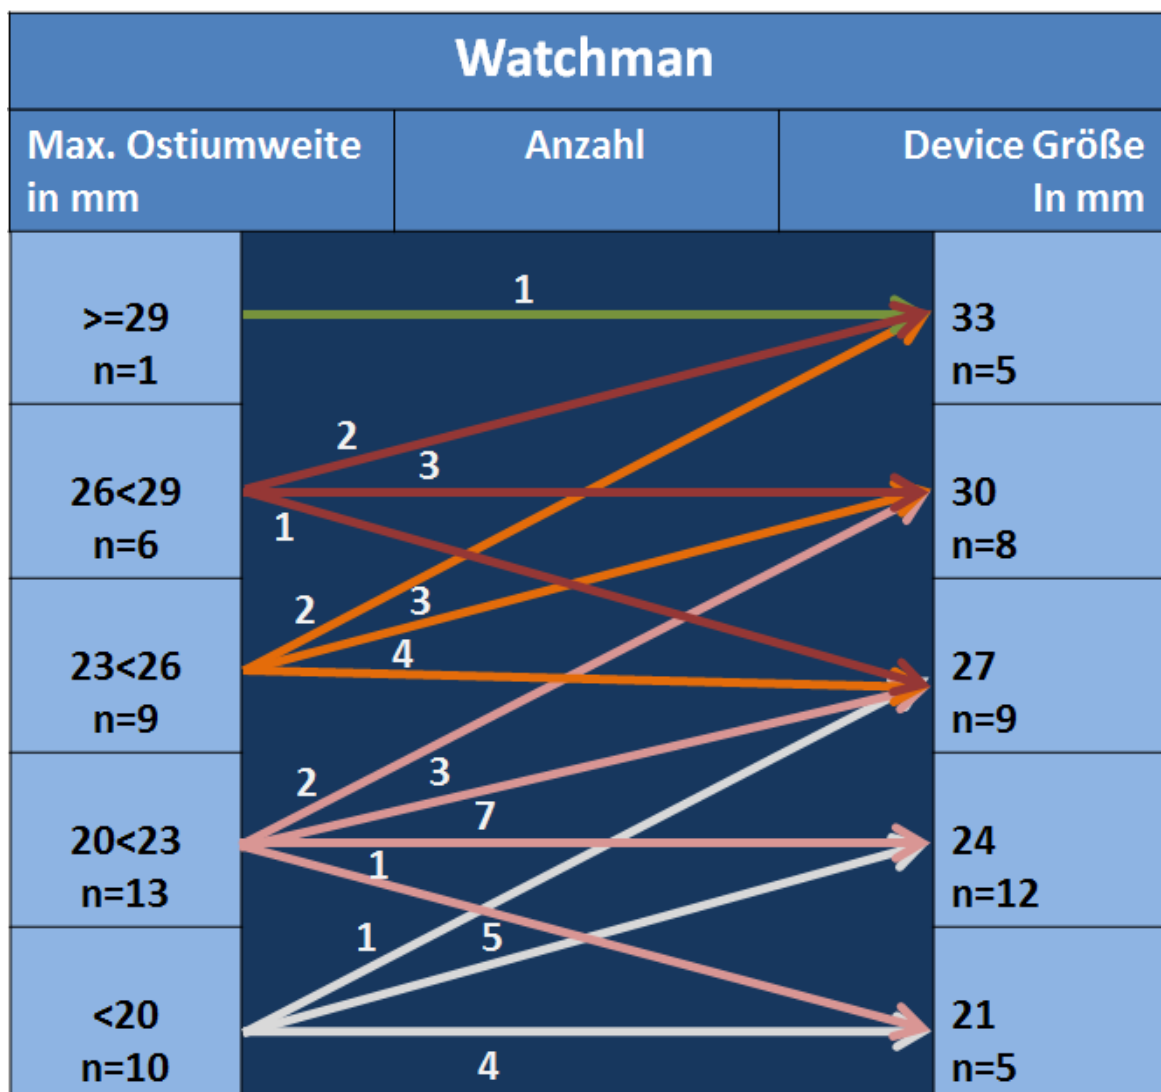 Watchman
Max. Ostiumweite
in mm
Anzahl
Device Größe
In mm
>=29
n=1
1
33
n=5
2
3
26<29
n=6
1
30
n=8
2
3
4
23<26
n=9
27
n=9
2
3
7
20<23
n=13
1
24
n=12
1
5
<20
n=10
4
21
n=5